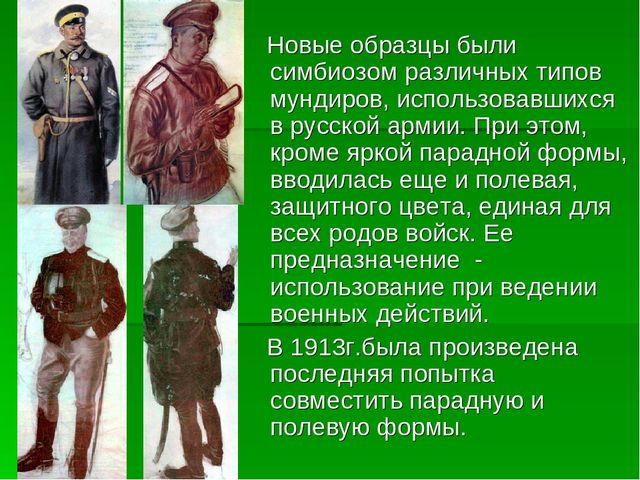 Новые образцы были
симбиозом различных типов
мундиров, использовавшихся
в русской армии. При этом,
кроме яркой парадной формы,
вводилась еще и полевая,
защитного цвета, единая для
всех родов войск. Ее
предназначение -
использование при ведении
военных действий.
В 1913г.была произведена
последняя попытка
совместить парадную и
полевую формы.